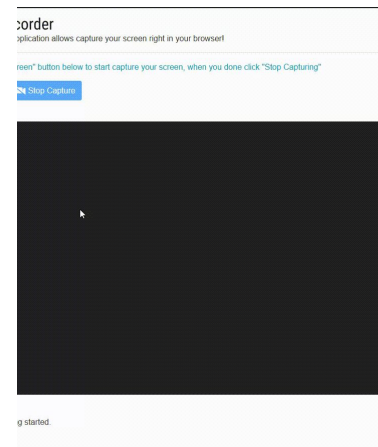 corder
oplication allows capture your screen right in your browser!
reen" button below to start capture your screen, when you done click "Stop Capturing"
Stop Capture
g started.